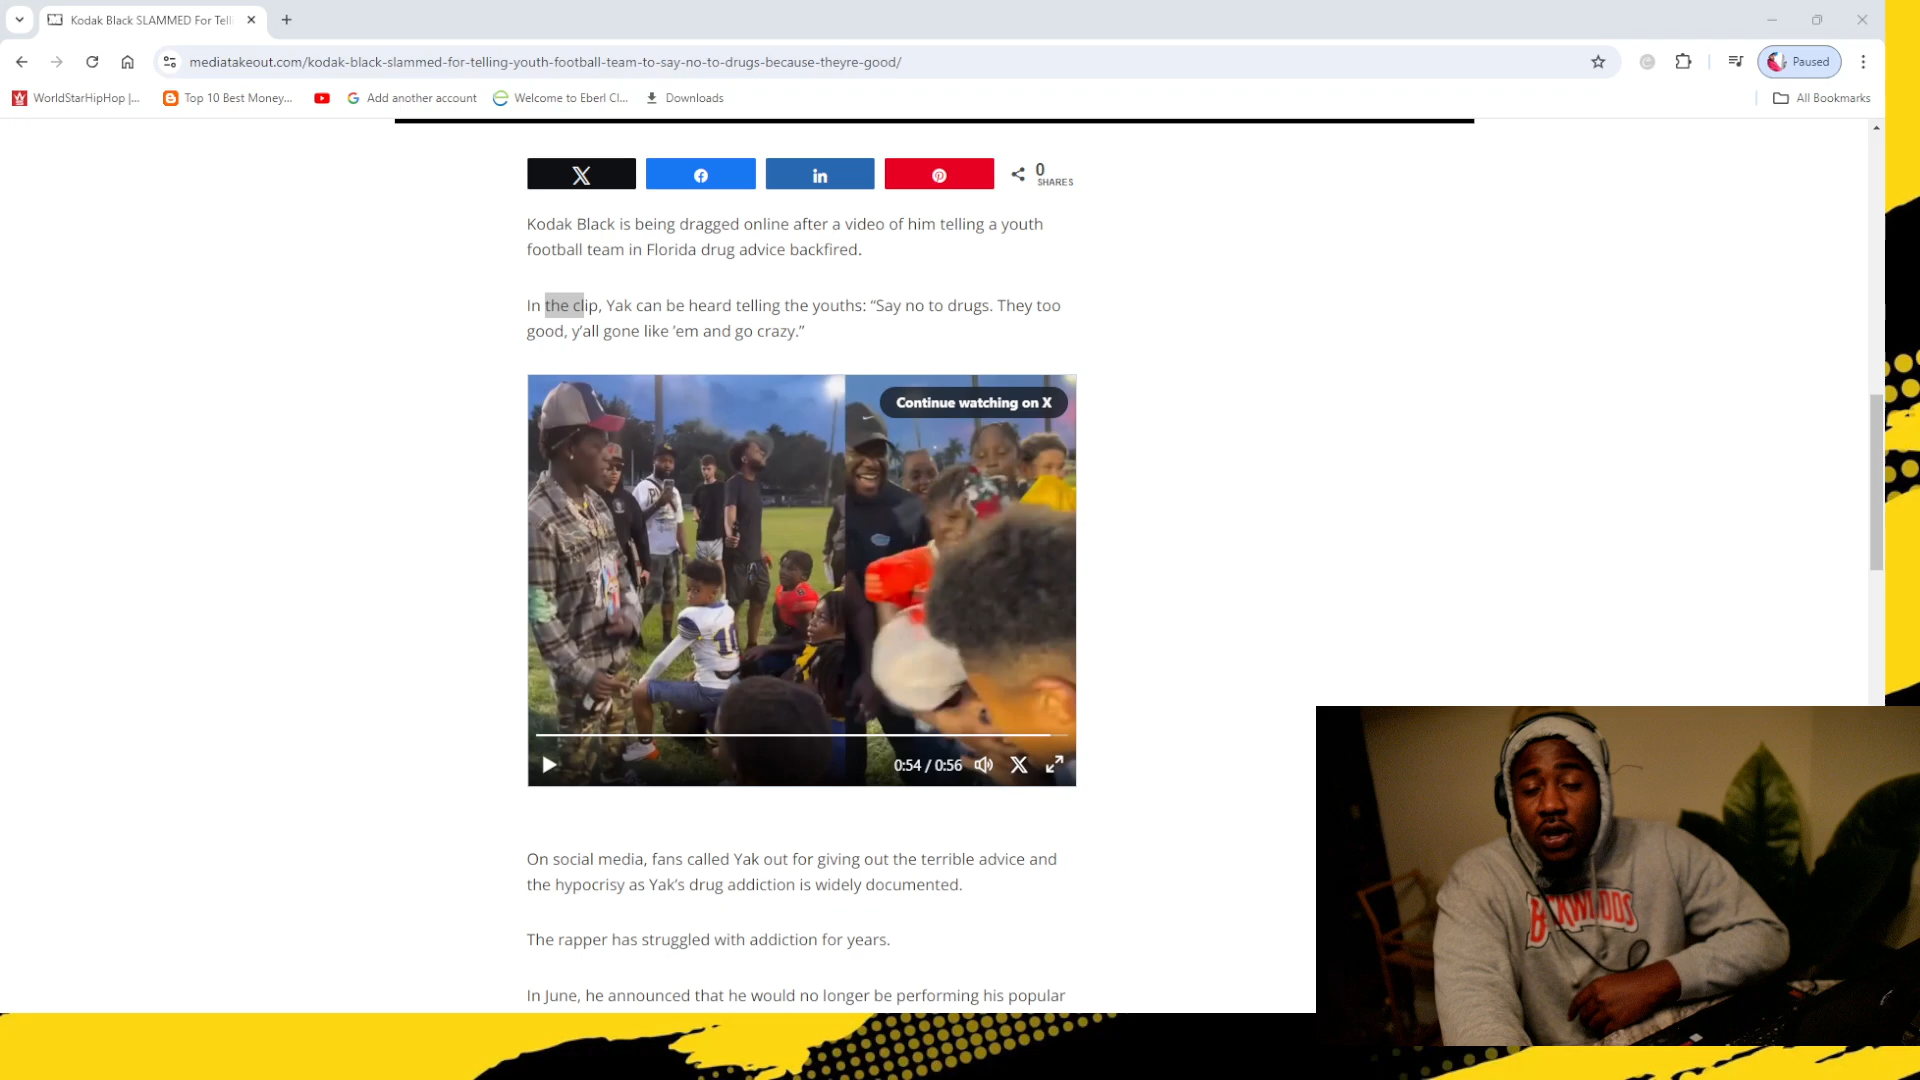 Kodak Black SLAMMED For Tell
mediatakeout.com/kodak-black-slammed-for-telling-youth-football-team-to-say-no-to-drugs-because-theyre-good/
Paused
WorldStarHipHop |...
Top 10 Best Money...
Add another account
Welcome to Eberl Cl...
Downloads
All Bookmarks
0
SHARES
Kodak Black is being dragged online after a video of him telling a youth
football team in Florida drug advice backfired.
In the clip, Yak can be heard telling the youths: “Say no to drugs. They too
good, y’all gone like ’em and go crazy.”
Continue watching on X
0:54 / 0:56
On social media, fans called Yak out for giving out the terrible advice and
the hypocrisy as Yak’s drug addiction is widely documented.
The rapper has struggled with addiction for years.
In June, he announced that he would no longer be performing his popular
BACKWOODS